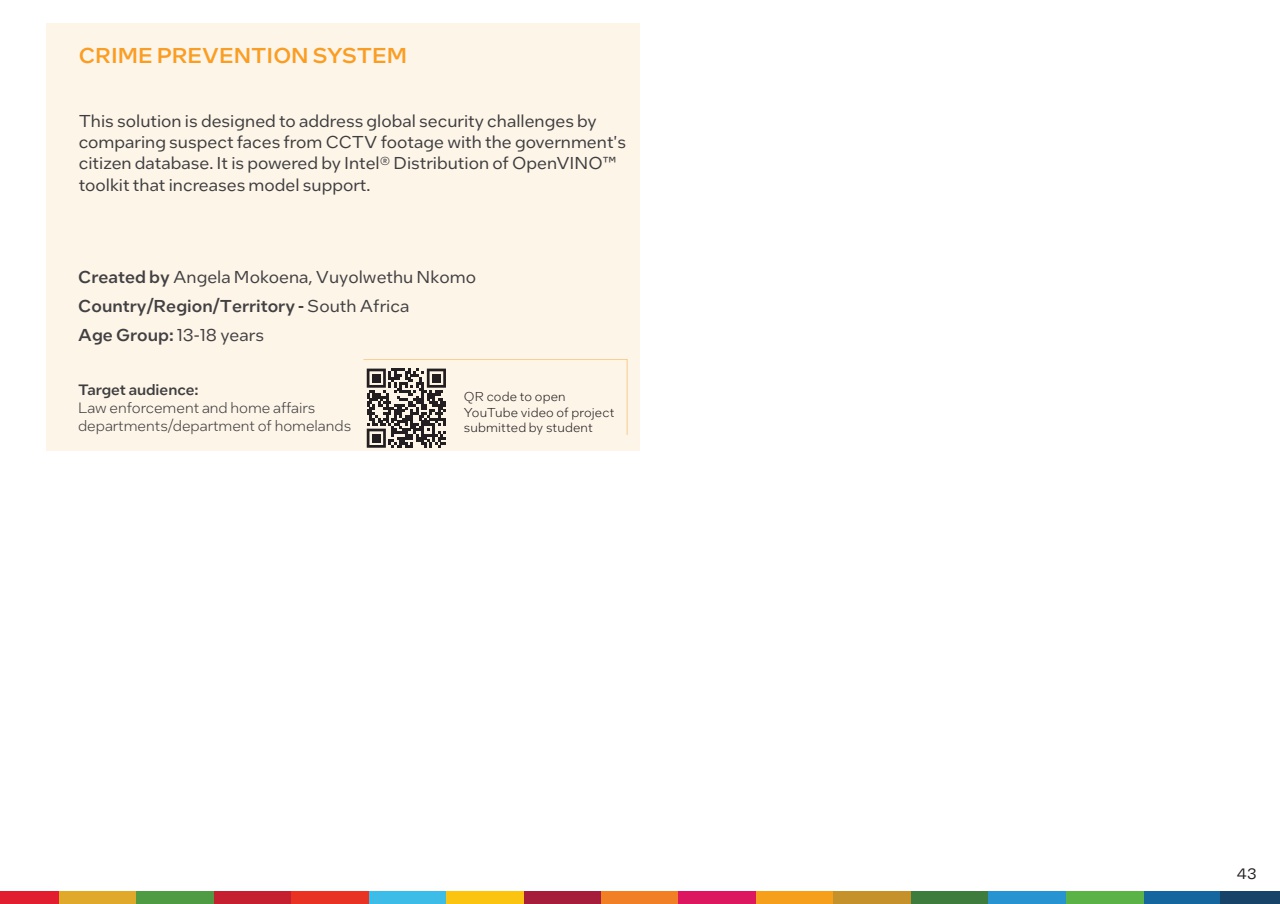 CRIME PREVENTION SYSTEM
This solution is designed to address global security challenges by
comparing suspect faces from CCTV footage with the government's
citizen database. It is powered by Intel® Distribution of OpenVINO™
toolkit that increases model support.
Created by Angela Mokoena, Vuyolwethu Nkomo
Country/Region/Territory - South Africa
Age Group: 13-18 years
Target audience:
Law enforcement and home affairs
departments/department of homelands
QR code to open
YouTube video of project
submitted by student
43